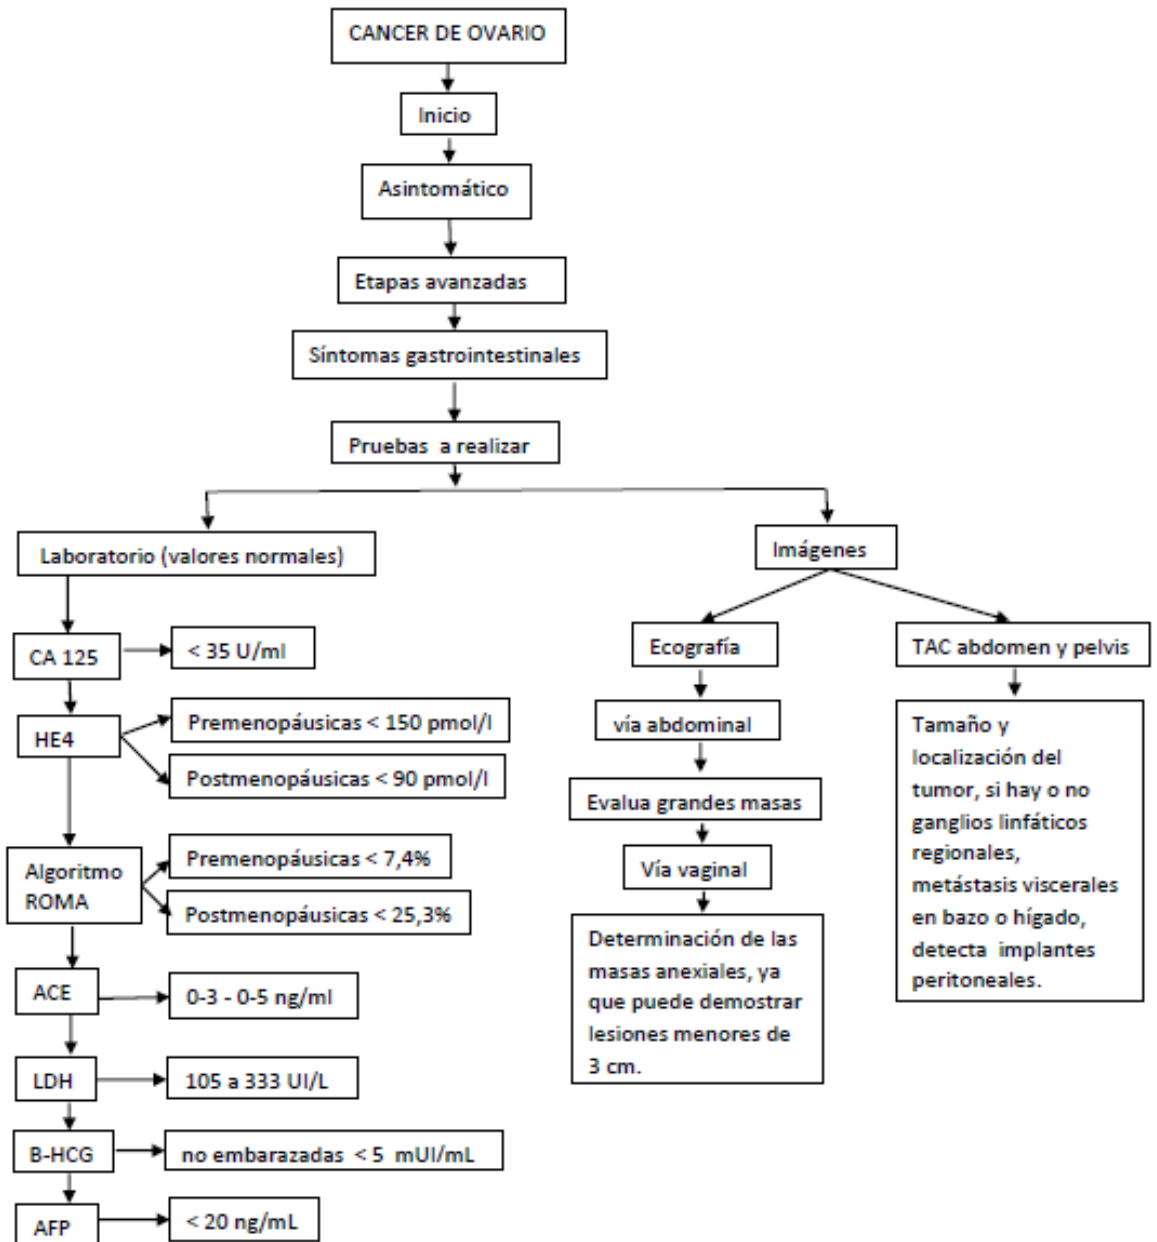 CANCER DE OVARIO
Inicio
Asintomático
Etapas avanzadas
Síntomas gastrointestinales
Pruebas a realizar
Laboratorio (valores normales)
CA 125
< 35 U/ml
HE4
Premenopáusicas < 150 pmol/l
Postmenopáusicas < 90 pmol/l
Algoritmo
ROMA
Premenopáusicas < 7,4%
Postmenopáusicas < 25,3%
ACE
0-3 - 0-5 ng/ml
LDH
105 a 333 UI/L
B-HCG
no embarazadas < 5 mUI/mL
AFP
< 20 ng/mL
Imágenes
Ecografía
vía abdominal
Evalua grandes masas
Vía vaginal
Determinación de las
masas anexiales, ya
que puede demostrar
lesiones menores de
3 cm.
TAC abdomen y pelvis
Tamaño y
localización del
tumor, si hay o no
ganglios linfáticos
regionales,
metástasis viscerales
en bazo o hígado,
detecta implantes
peritoneales.